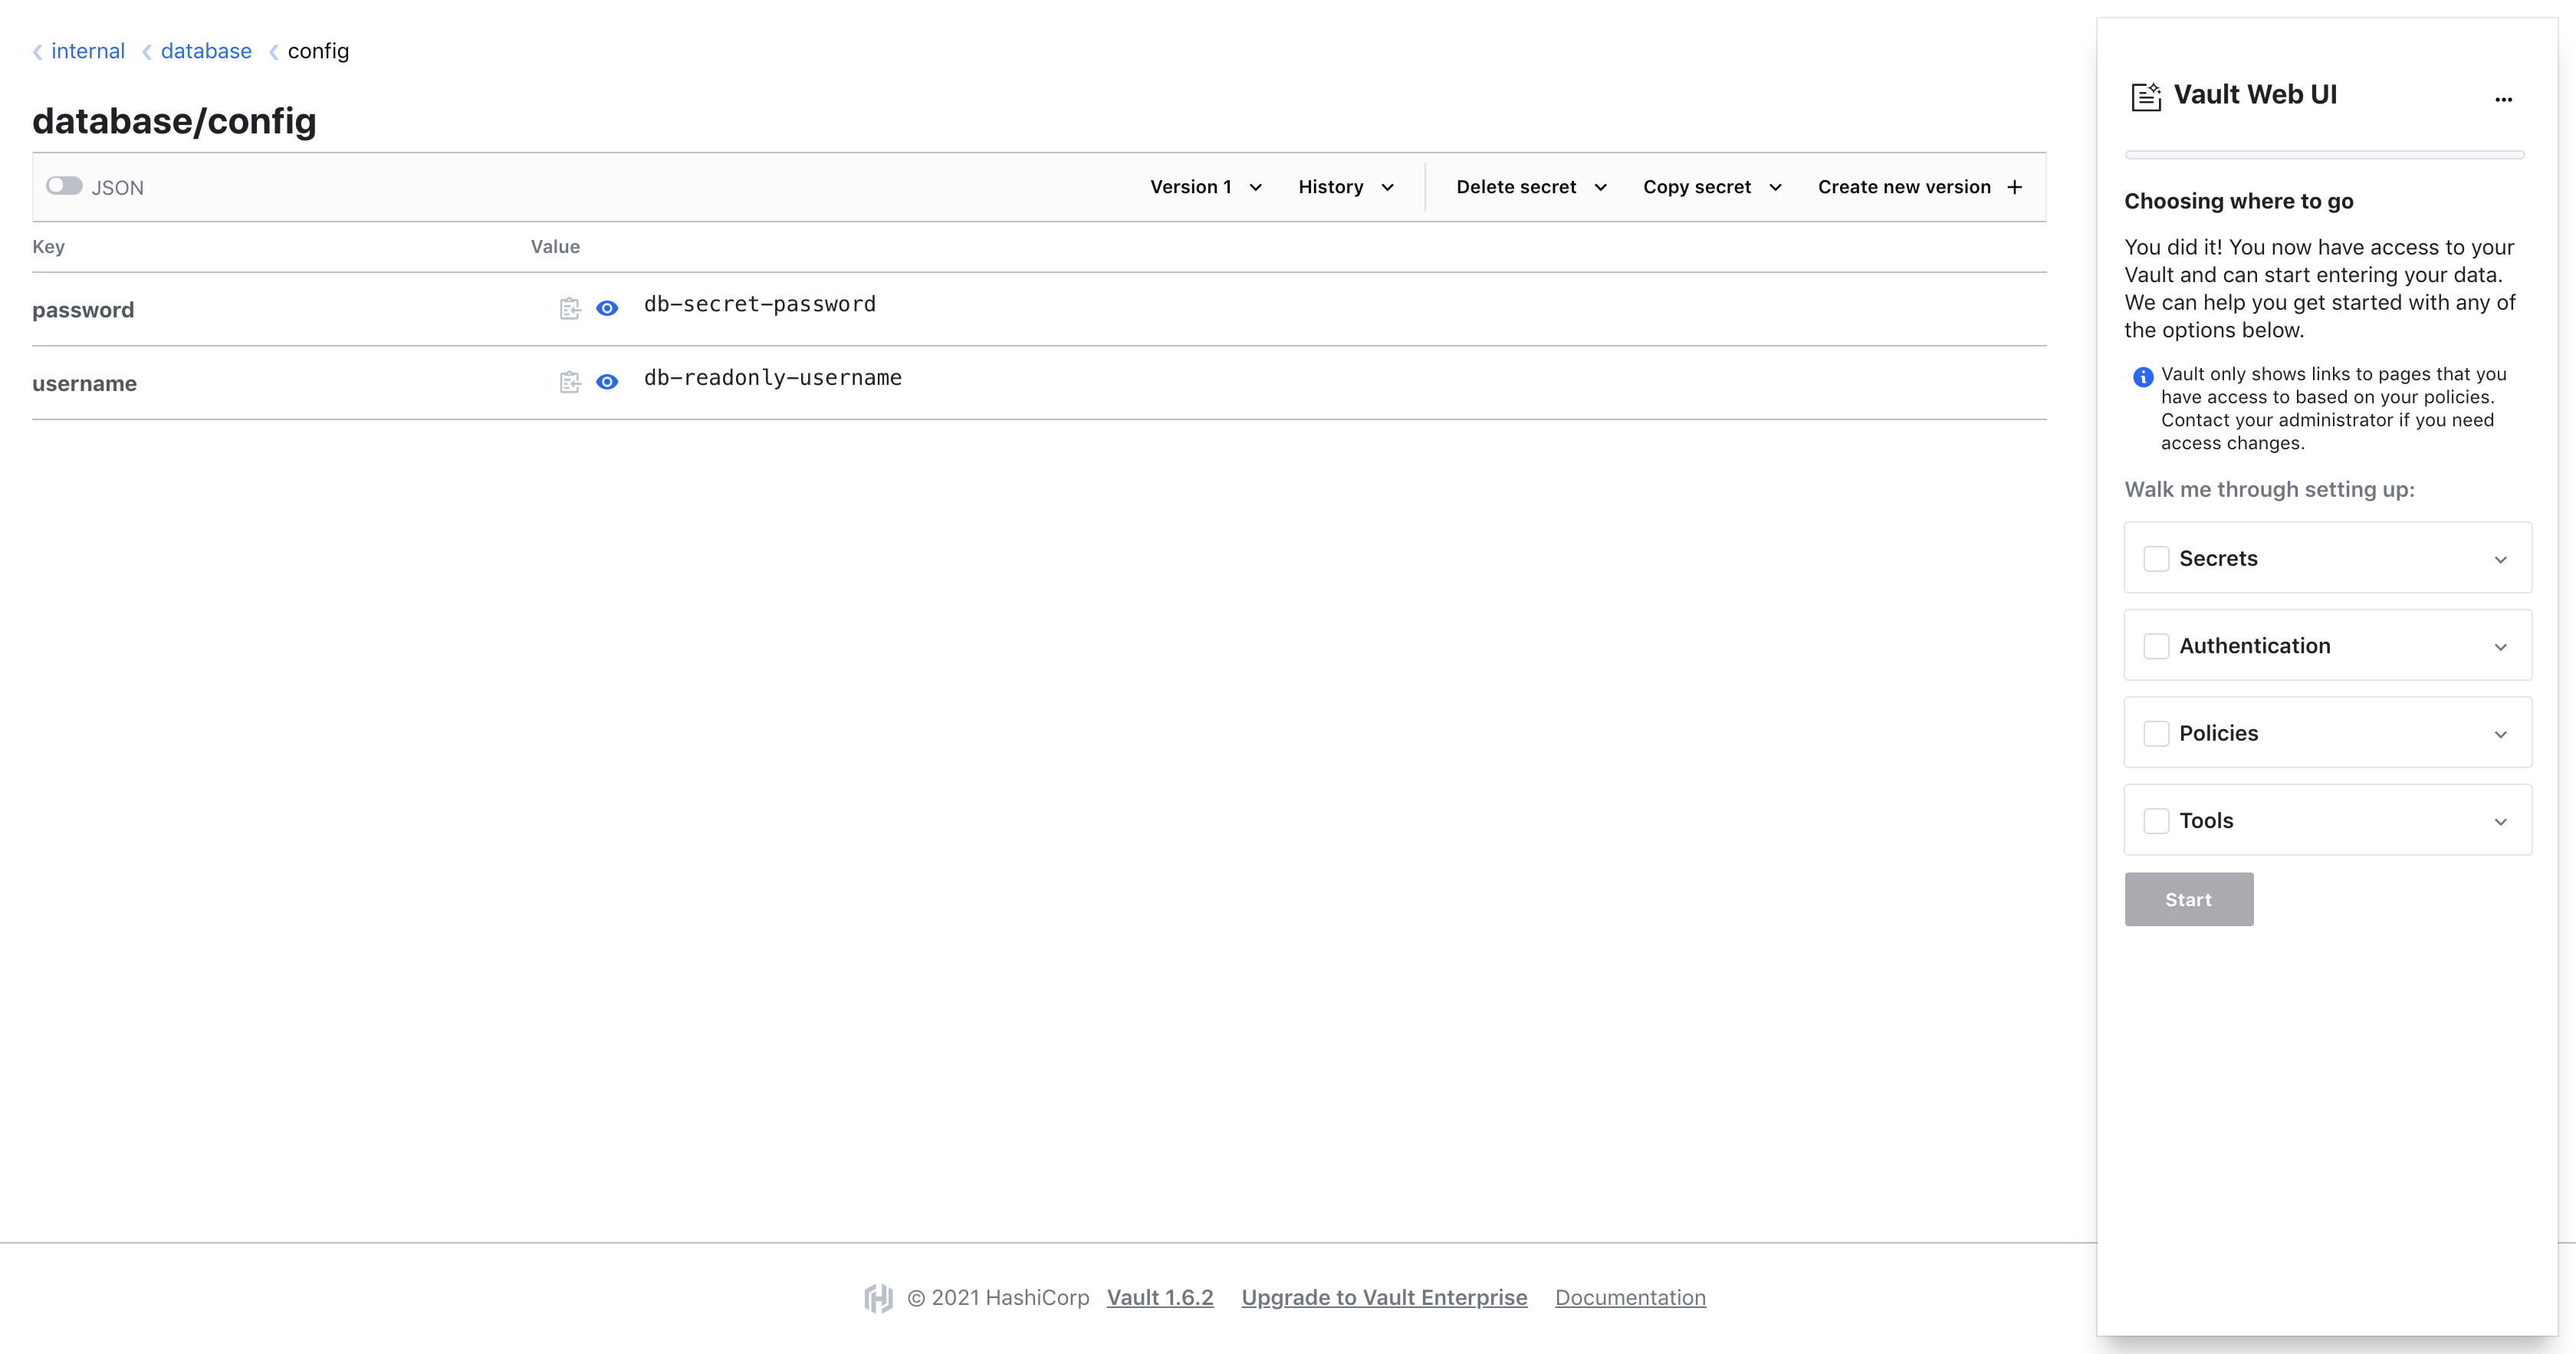 internal database config
database/config
JSON Version 1 History Delete secret Copy secret Create new version
Key Value
password db-secret-password
username db-readonly-username
Vault Web UI
Choosing where to go
You did it! You now have access to your
Vault and can start entering your data.
We can help you get started with any of
the options below.
Vault only shows links to pages that you
have access to based on your policies.
Contact your administrator if you need
access changes.
Walk me through setting up:
Secrets
Authentication
Policies
Tools
Start
© 2021 HashiCorp Vault 1.6.2 Upgrade to Vault Enterprise Documentation